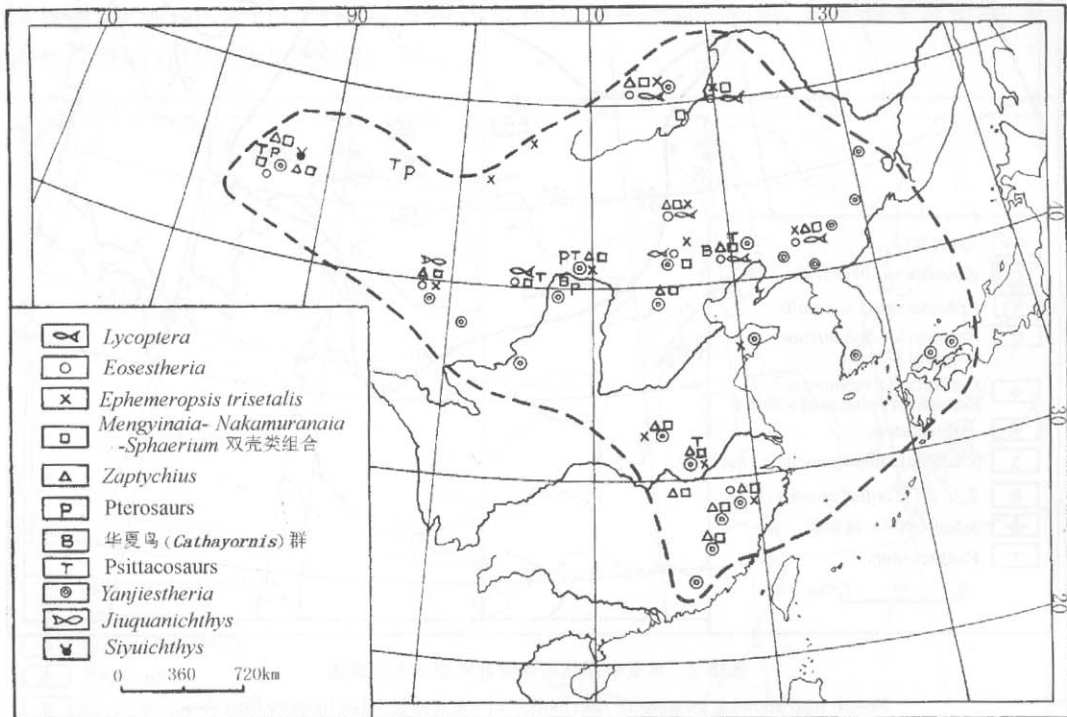 70 90 110 130
40
30
20
Lycoptera
Eosestheria
Ephemeropsis trisetalis
Mengyinaia- Nakamuranaia
-Sphaerium 双壳类组合
Zaptychius
P Pterosaurs
B 华夏鸟 (Cathayornis) 群
T Psittacosaurs
Yanjiestheria
Jiuquanichthys
Siyuichthys
0 360 720km